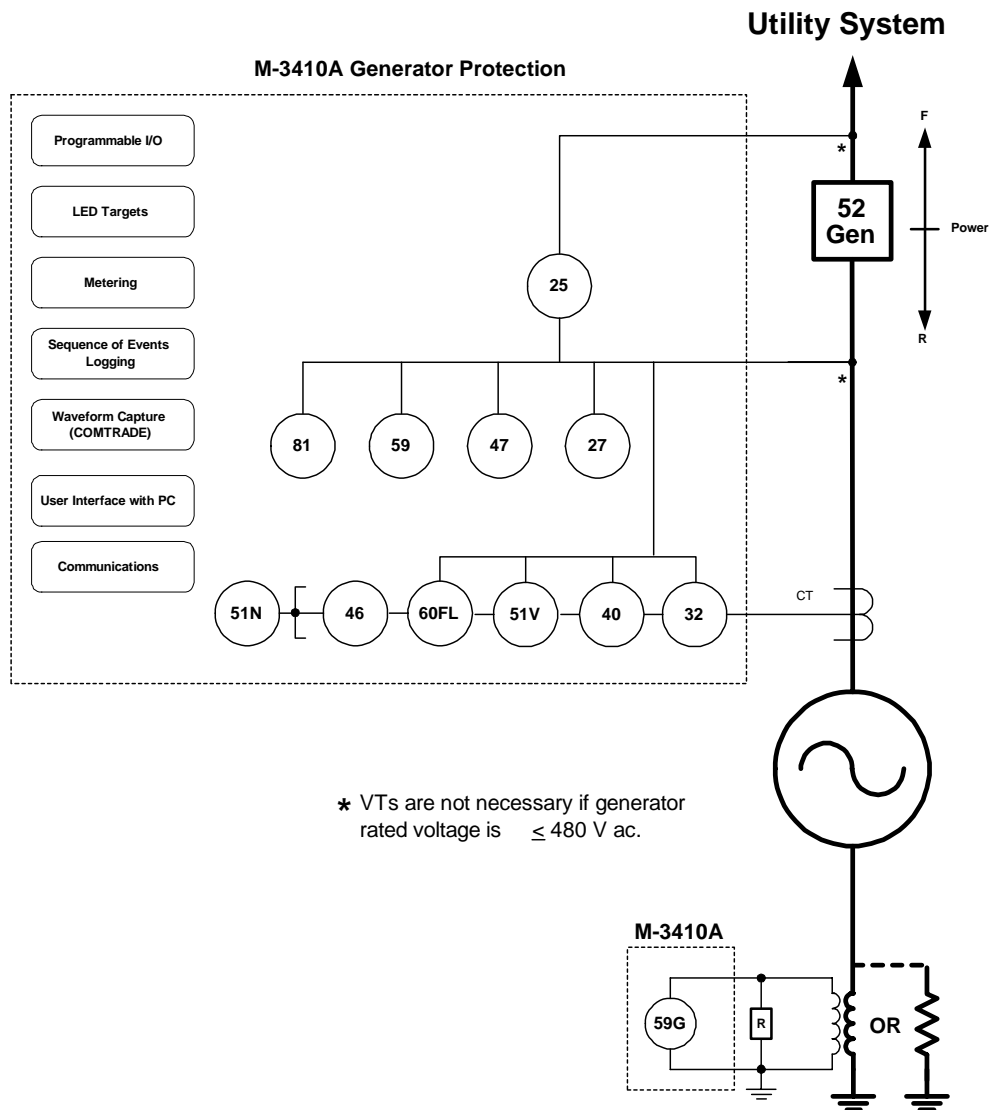 Utility System
M-3410A Generator Protection
Programmable I/O
LED Targets
Metering
Sequence of Events
Logging
Waveform Capture
(COMTRADE)
User Interface with PC
Communications
F
*
52
Gen
Power
R
25
*
81
59
47
27
CT
51N
46
60FL
51V
40
32
* VTs are not necessary if generator
rated voltage is ≤ 480 V ac.
M-3410A
59G
R
OR